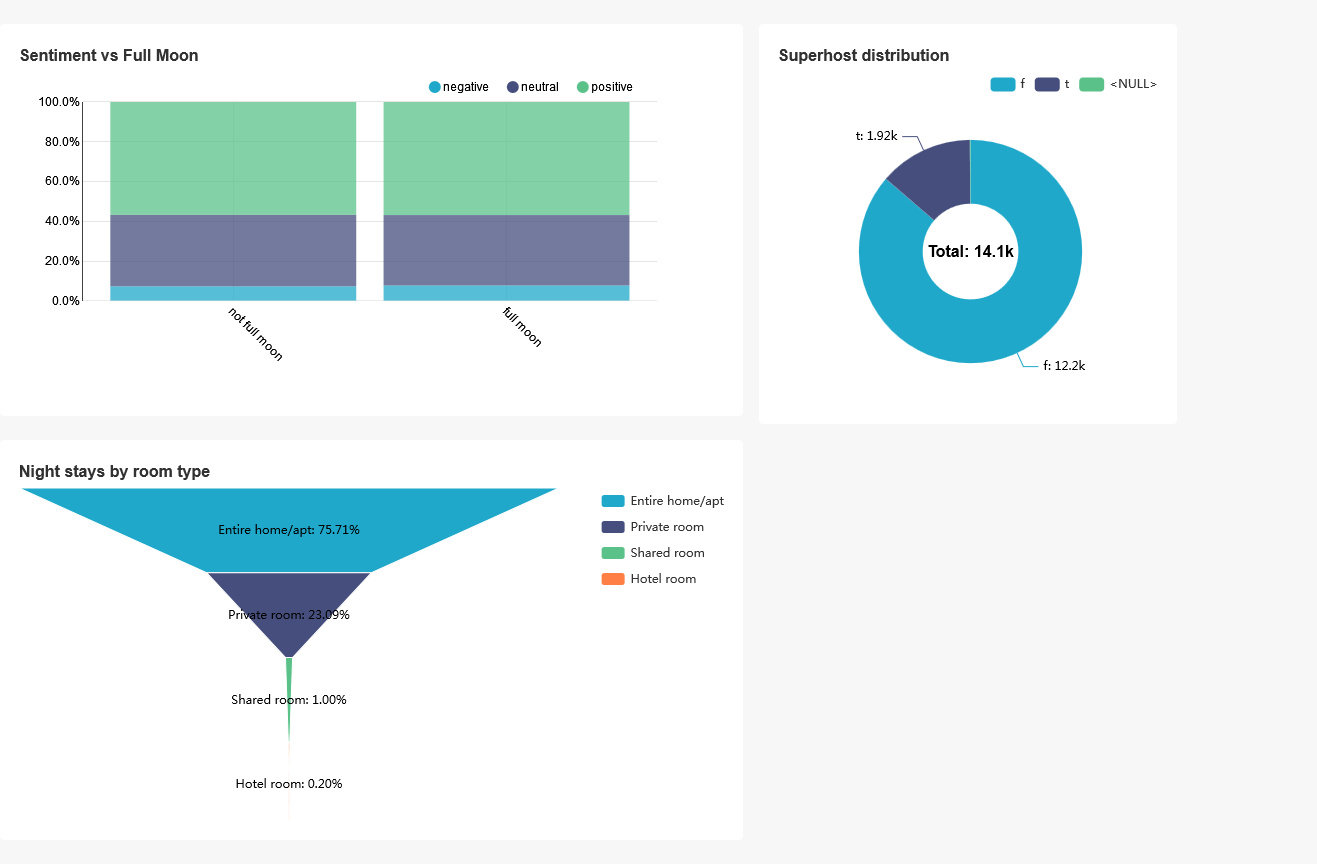 Sentiment vs Full Moon
negative neutral positive
100.0%
80.0%
60.0%
40.0%
20.0%
0.0%
not full moon
full moon
Superhost distribution
f t <NULL>
t: 1.92k
Total: 14.1k
f: 12.2k
Night stays by room type
Entire home/apt: 75.71%
Private room: 23.09%
Shared room: 1.00%
Hotel room: 0.20%
Entire home/apt
Private room
Shared room
Hotel room